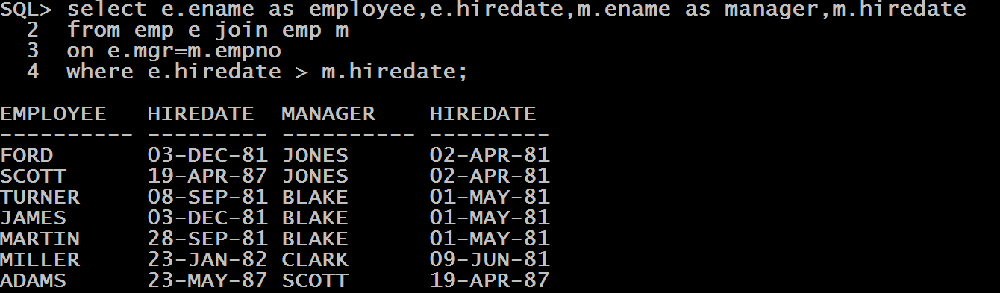 SQL> select e.ename as employee,e.hiredate,m.ename as manager,m.hiredate
  2  from emp e join emp m
  3  on e.mgr=m.empno
  4  where e.hiredate > m.hiredate;

EMPLOYEE   HIREDATE  MANAGER    HIREDATE
---------- --------- ---------- ---------
FORD       03-DEC-81 JONES      02-APR-81
SCOTT      19-APR-87 JONES      02-APR-81
TURNER     08-SEP-81 BLAKE      01-MAY-81
JAMES      03-DEC-81 BLAKE      01-MAY-81
MARTIN     28-SEP-81 BLAKE      01-MAY-81
MILLER     23-JAN-82 CLARK      09-JUN-81
ADAMS      23-MAY-87 SCOTT      19-APR-87